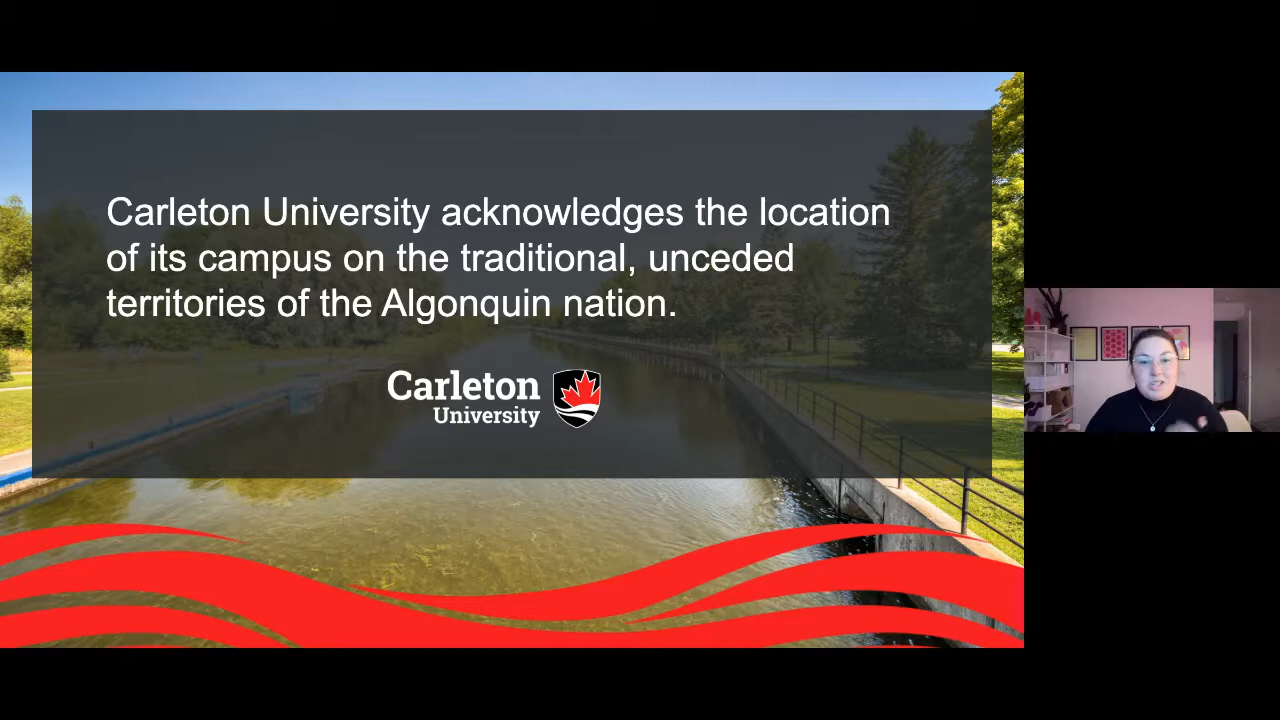 Carleton University acknowledges the location
of its campus on the traditional, unceded
territories of the Algonquin nation.
Carleton
University